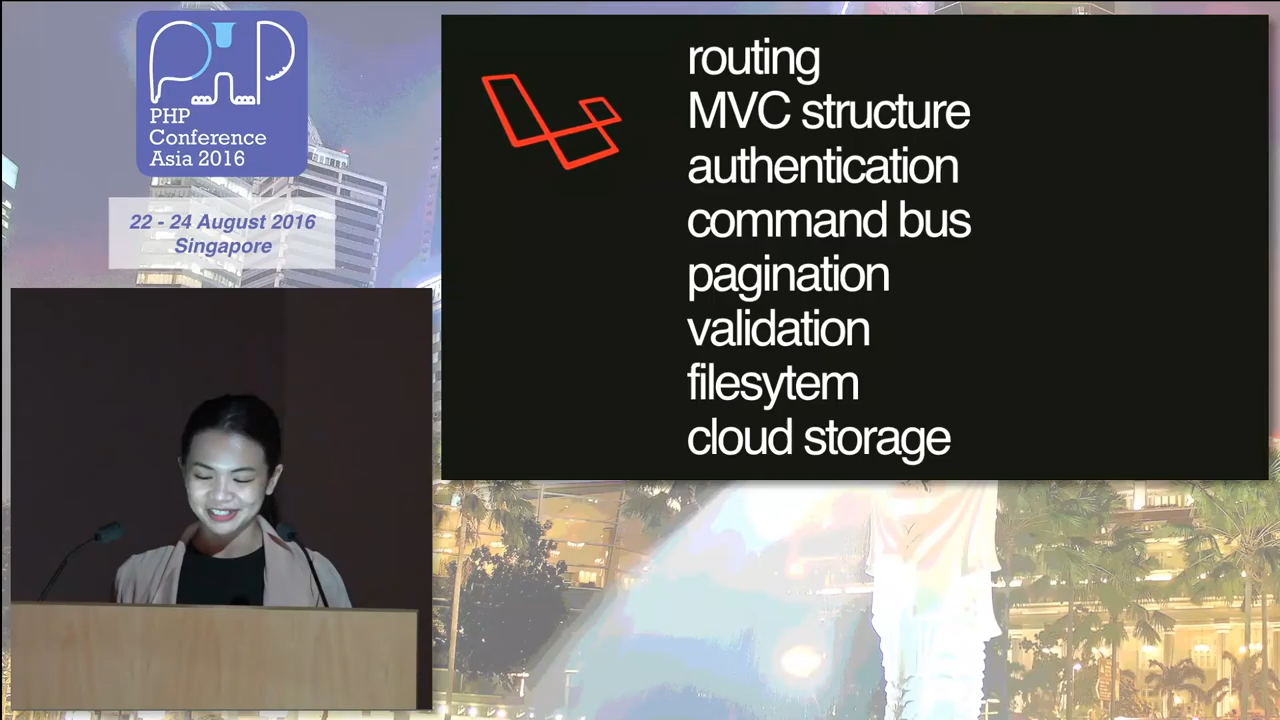 PHP
PHP
Conference
Asia 2016
22 - 24 August 2016
Singapore
routing
MVC structure
authentication
command bus
pagination
validation
filesytem
cloud storage